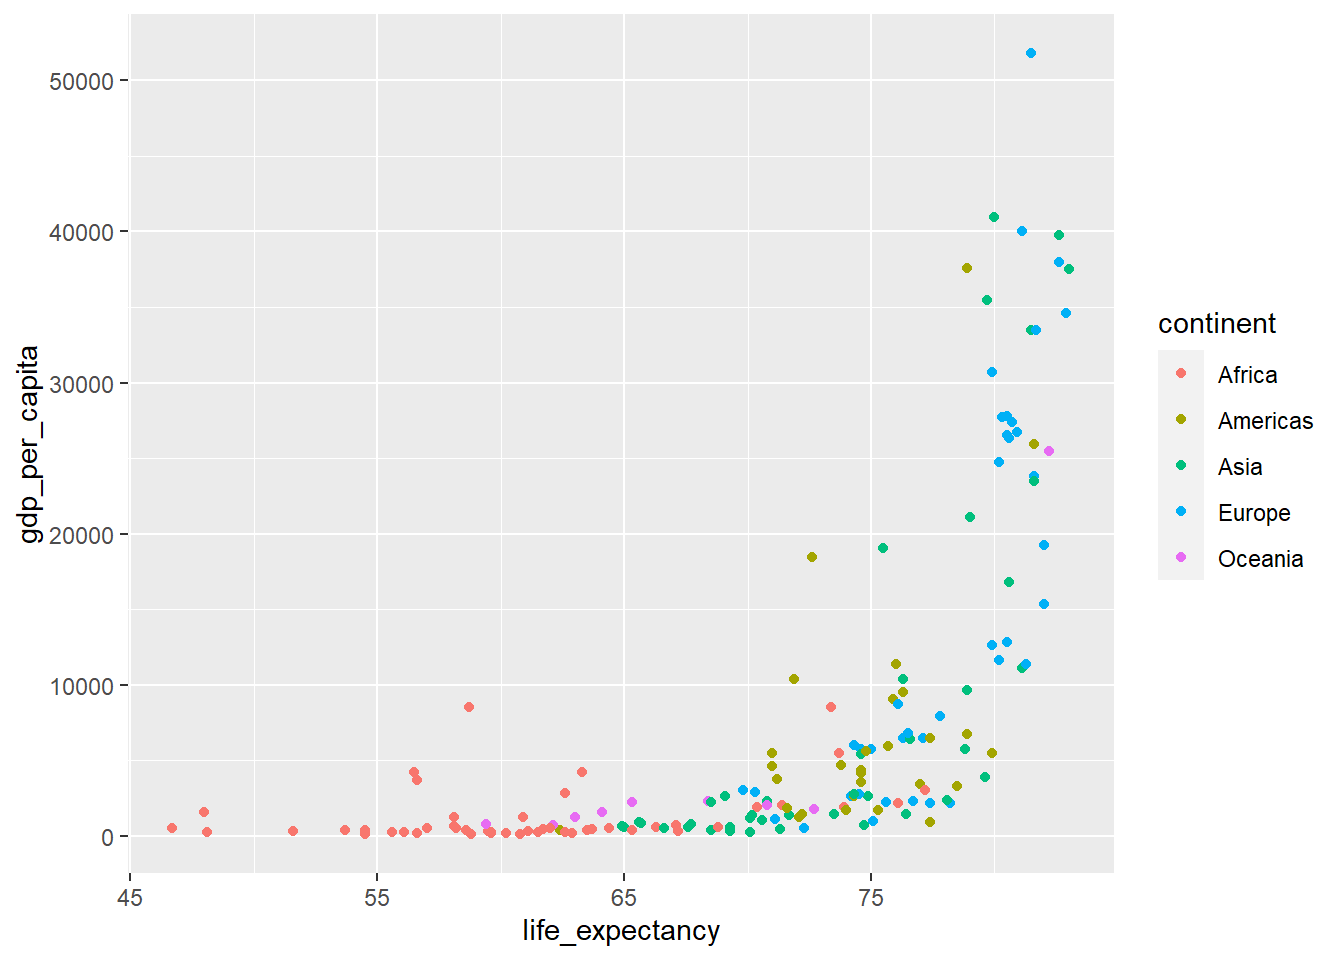 50000
40000
30000
20000
10000
0
gdp_per_capita
45
55
65
75
life_expectancy
continent
Africa
Americas
Asia
Europe
Oceania